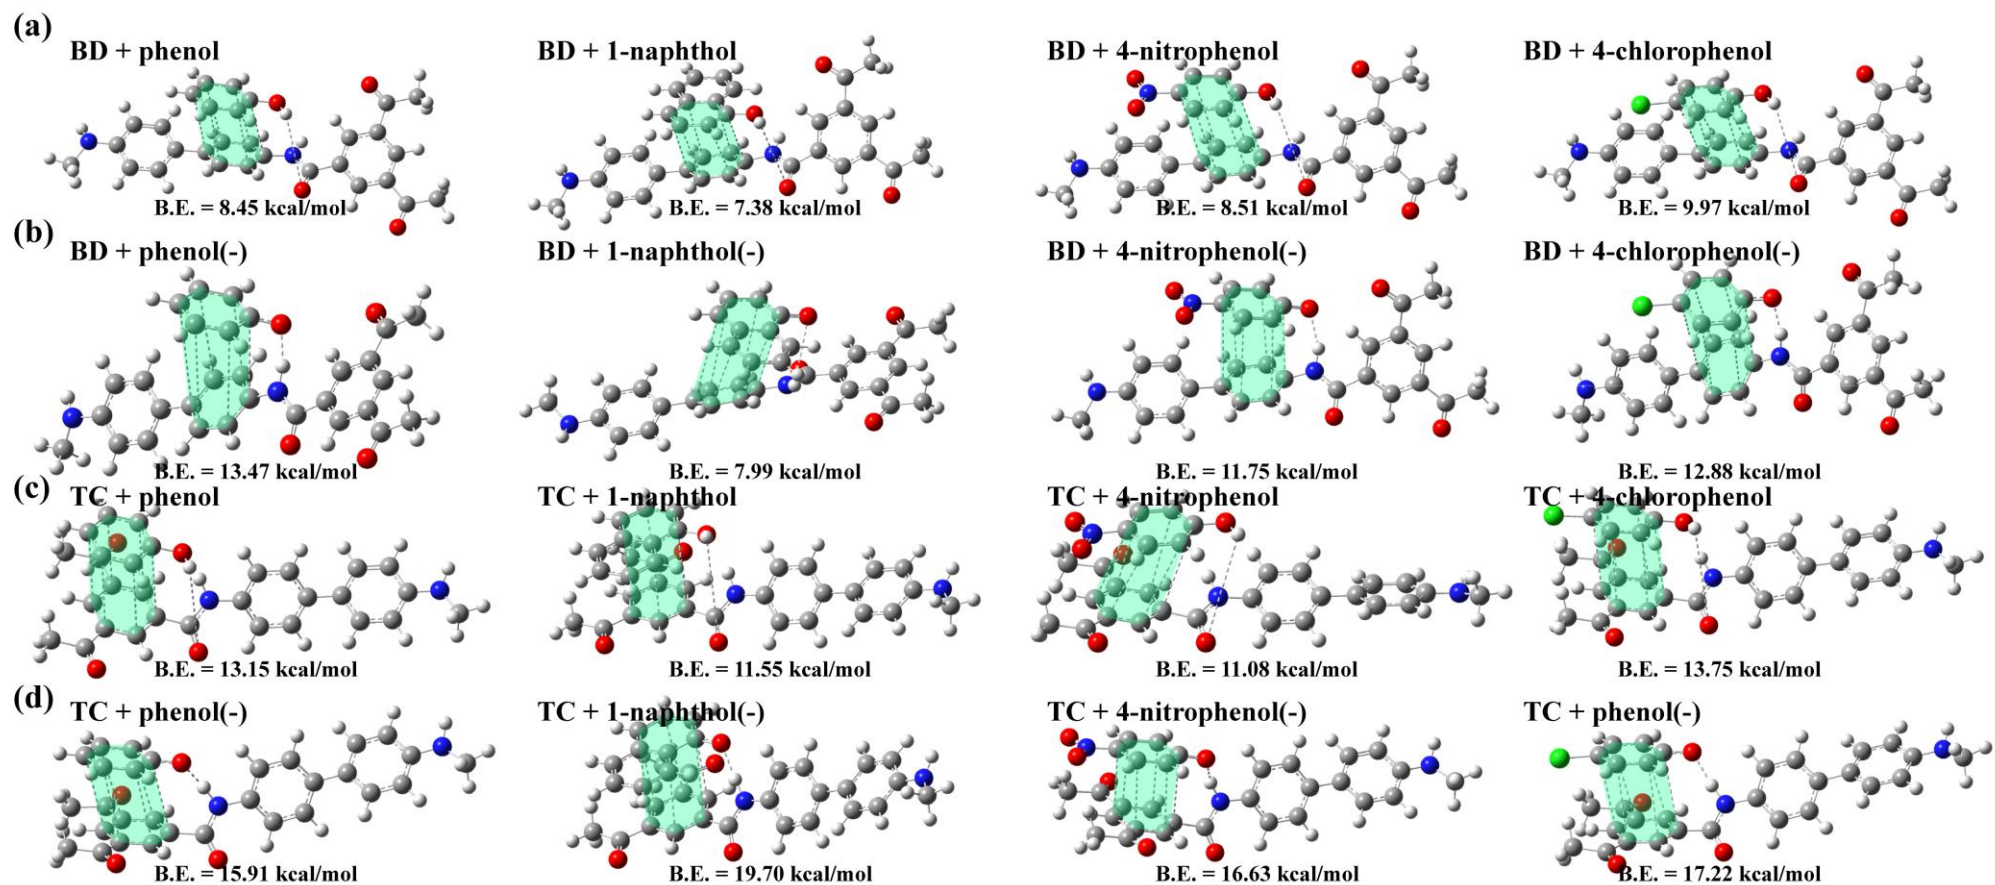 (a)
BD + phenol
BD + 1-naphthol
BD + 4-nitrophenol
BD + 4-chlorophenol
B.E. = 8.45 kcal/mol
B.E. = 7.38 kcal/mol
B.E. = 8.51 kcal/mol
B.E. = 9.97 kcal/mol
(b)
BD + phenol(-)
BD + 1-naphthol(-)
BD + 4-nitrophenol(-)
BD + 4-chlorophenol(-)
B.E. = 13.47 kcal/mol
B.E. = 7.99 kcal/mol
B.E. = 11.75 kcal/mol
B.E. = 12.88 kcal/mol
(c)
TC + phenol
TC + 1-naphthol
TC + 4-nitrophenol
TC + 4-chlorophenol
B.E. = 13.15 kcal/mol
B.E. = 11.55 kcal/mol
B.E. = 11.08 kcal/mol
B.E. = 13.75 kcal/mol
(d)
TC + phenol(-)
TC + 1-naphthol(-)
TC + 4-nitrophenol(-)
TC + phenol(-)
B.E. = 15.91 kcal/mol
B.E. = 19.70 kcal/mol
B.E. = 16.63 kcal/mol
B.E. = 17.22 kcal/mol